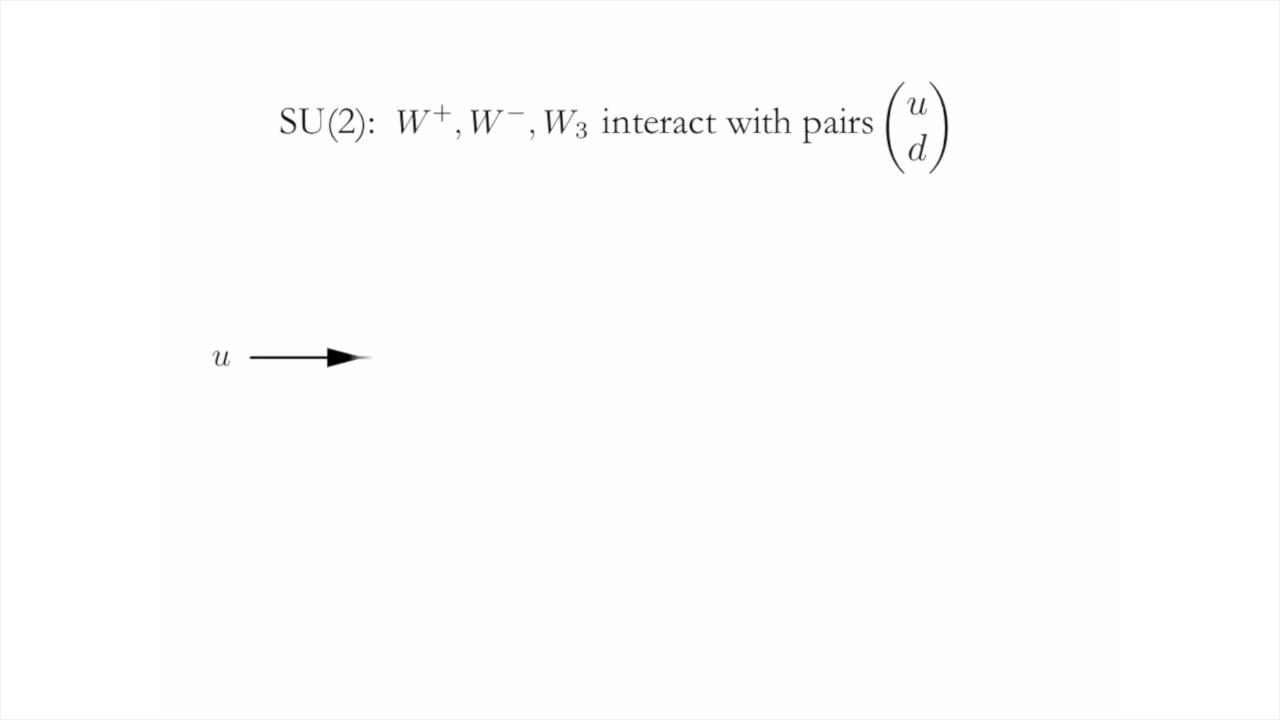 SU(2): W⁺, W⁻, W₃ interact with pairs (u
d)
u